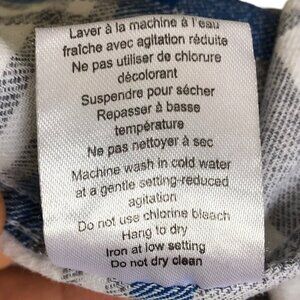 Laver à la machine à l'eau
fraîche avec agitation réduite
Ne pas utiliser de chlorure
décolorant
Suspendre pour sécher
Repasser à basse
température
Ne pas nettoyer à sec
Machine wash in cold water
at a gentle setting-reduced
agitation
Do not use chlorine bleach
Hang to dry
Iron at low setting
Do not dry clean